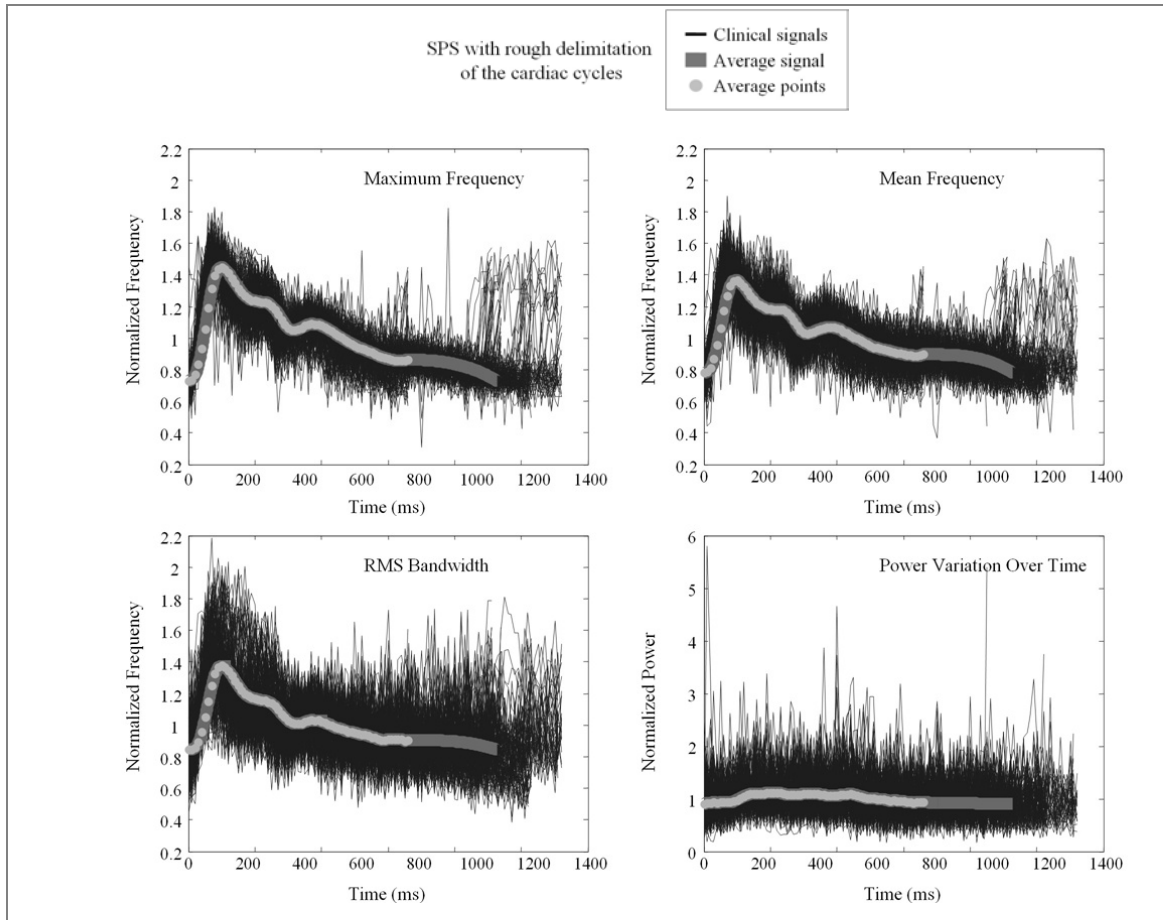 SPS with rough delimitation
of the cardiac cycles
Clinical signals
Average signal
Average points
Maximum Frequency
Normalized Frequency
2.2
2
1.8
1.6
1.4
1.2
1
0.8
0.6
0.4
0.2
0 200 400 600 800 1000 1200 1400
Time (ms)
Mean Frequency
Normalized Frequency
2.2
2
1.8
1.6
1.4
1.2
1
0.8
0.6
0.4
0.2
0 200 400 600 800 1000 1200 1400
Time (ms)
RMS Bandwidth
Normalized Frequency
2.2
2
1.8
1.6
1.4
1.2
1
0.8
0.6
0.4
0.2
0 200 400 600 800 1000 1200 1400
Time (ms)
Power Variation Over Time
Normalized Power
6
5
4
3
2
1
0
0 200 400 600 800 1000 1200 1400
Time (ms)